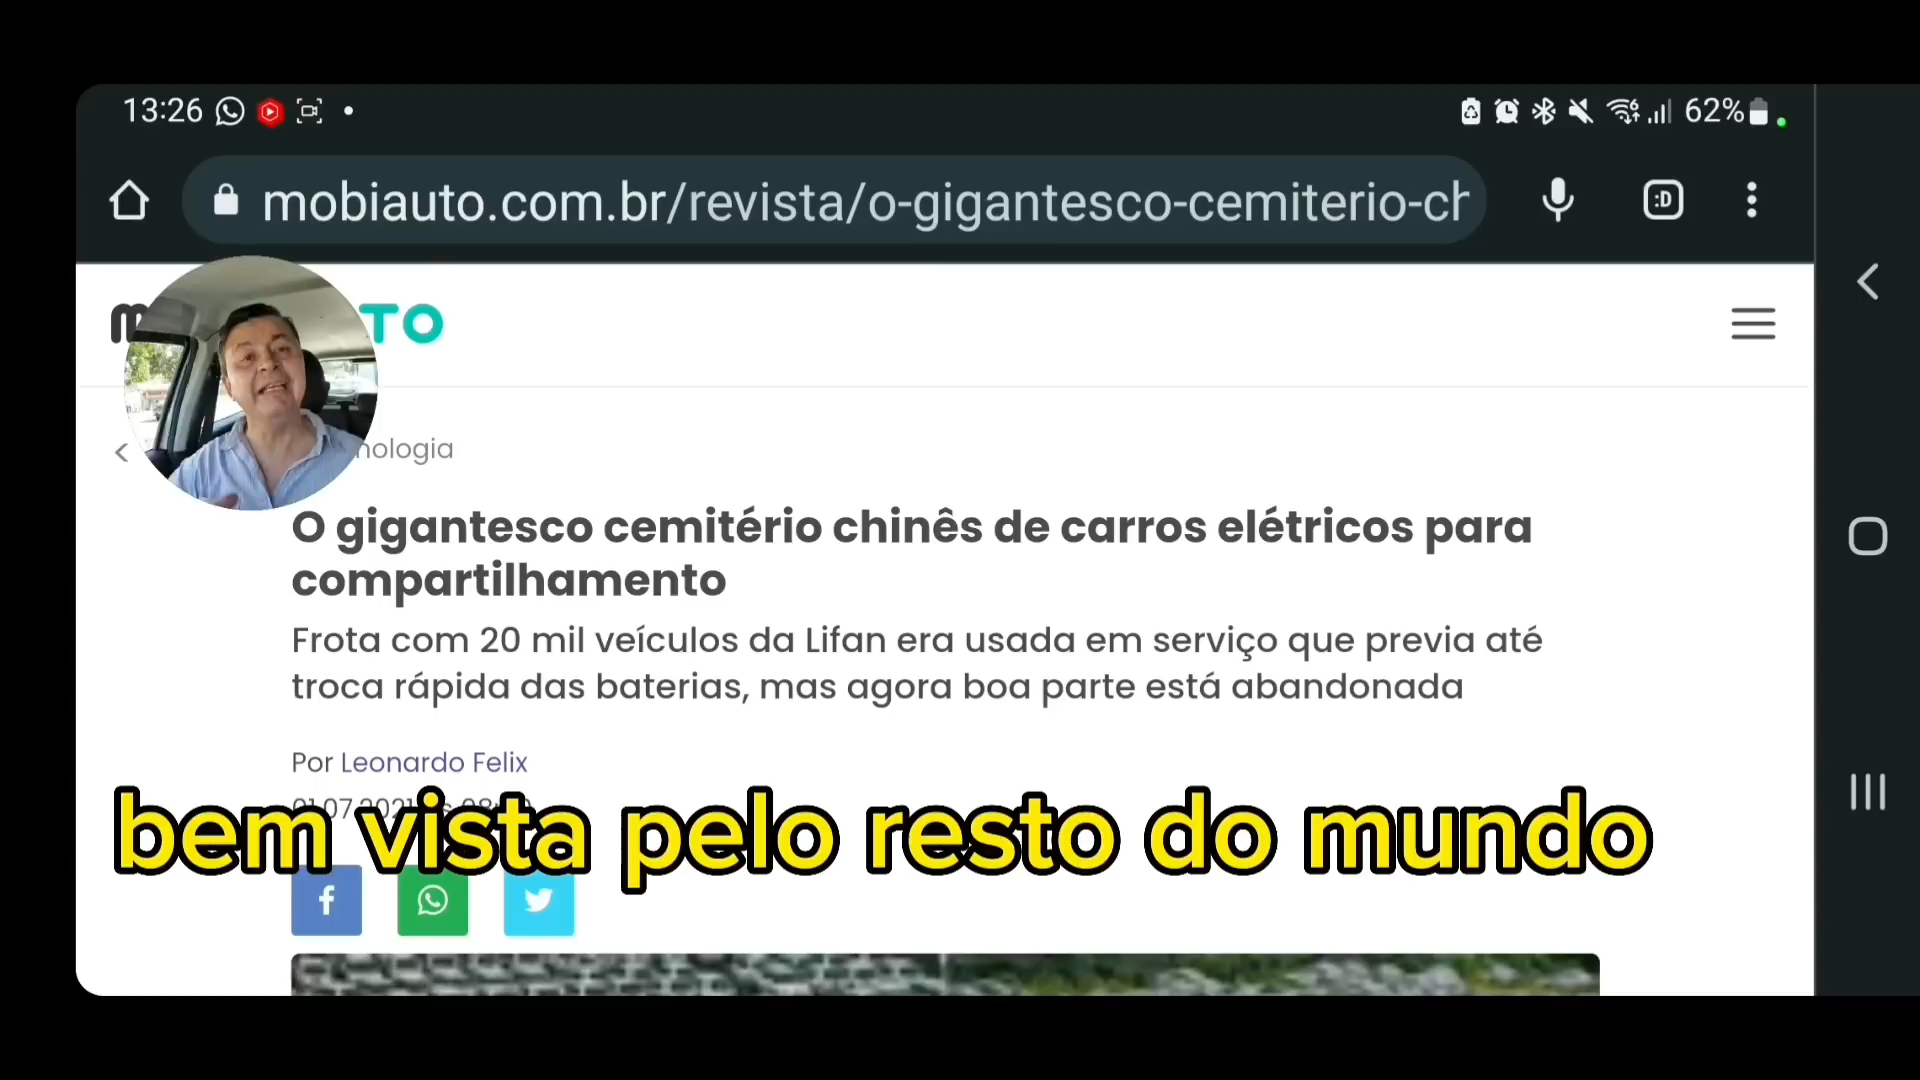 13:26
62%
mobiauto.com.br/revista/o-gigantesco-cemiterio-ch
TO
nologia
O gigantesco cemitério chinês de carros elétricos para
compartilhamento
Frota com 20 mil veículos da Lifan era usada em serviço que previa até
troca rápida das baterias, mas agora boa parte está abandonada
Por Leonardo Felix
bem vista pelo resto do mundo